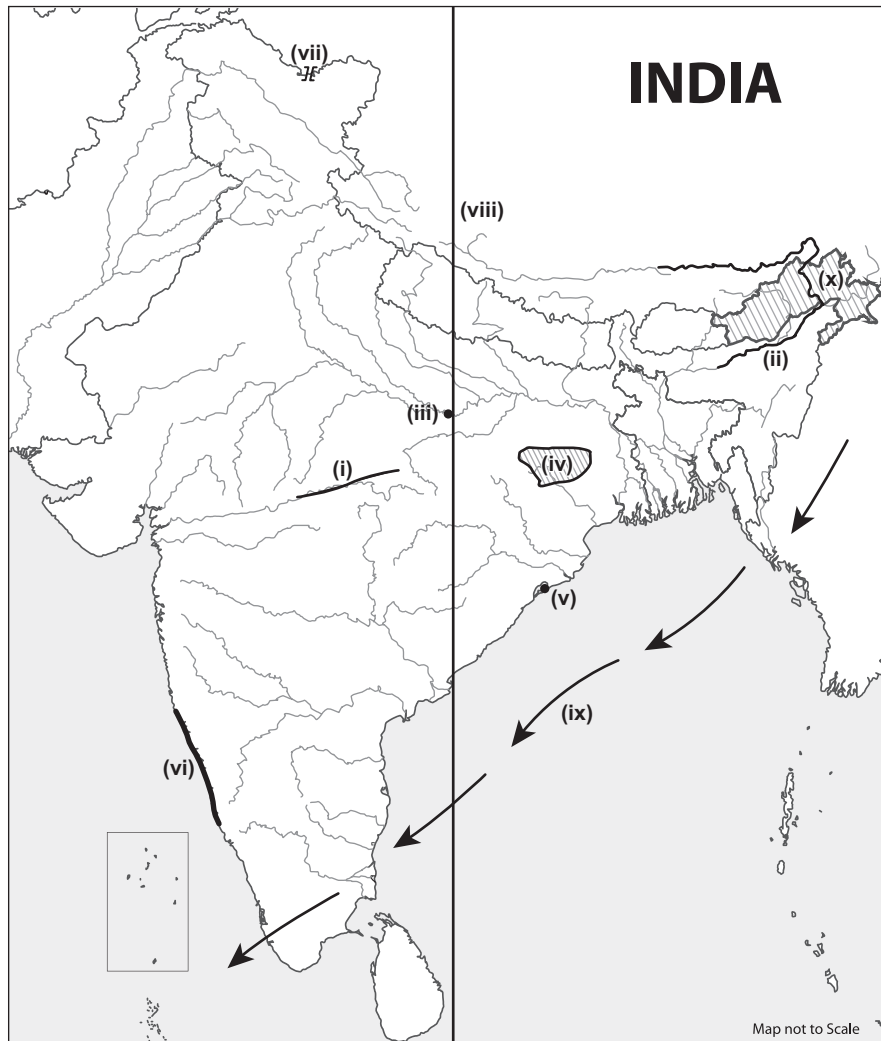 (vii)
INDIA
(viii)
(x)
(ii)
(iii)
(i)
(iv)
(v)
(ix)
(vi)
Map not to Scale